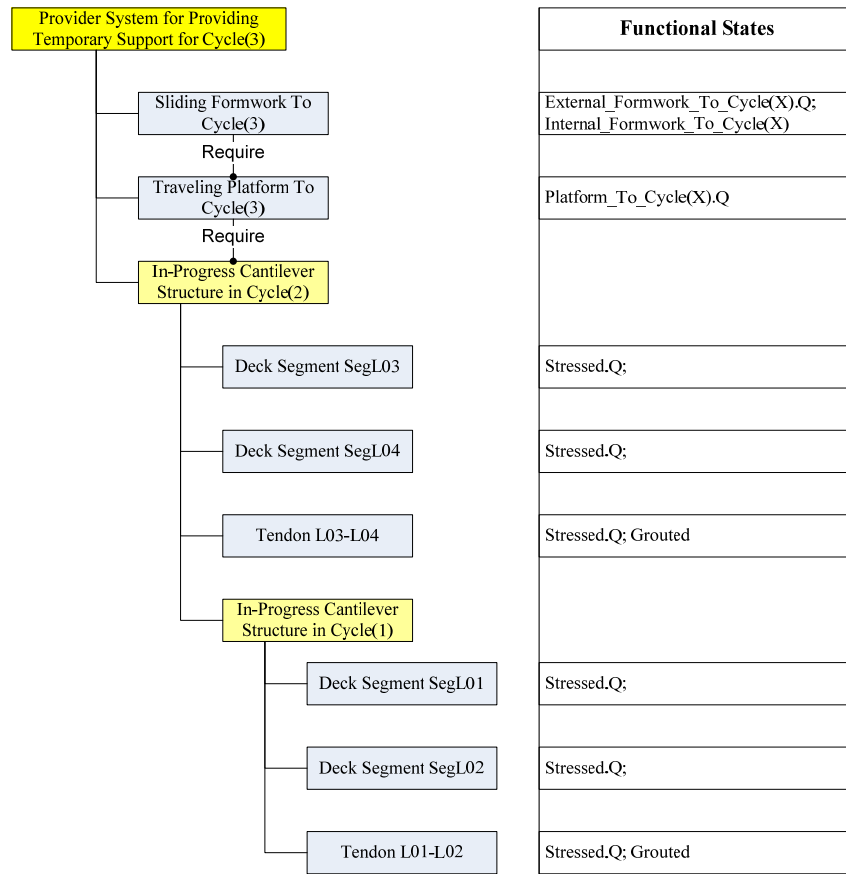 Provider System for Providing
Temporary Support for Cycle(3)
Functional States
Sliding Formwork To
Cycle(3)
External_Formwork_To_Cycle(X).Q;
Internal_Formwork_To_Cycle(X)
Require
Traveling Platform To
Cycle(3)
Platform_To_Cycle(X).Q
Require
In-Progress Cantilever
Structure in Cycle(2)
Deck Segment SegL03
Stressed.Q;
Deck Segment SegL04
Stressed.Q;
Tendon L03-L04
Stressed.Q; Grouted
In-Progress Cantilever
Structure in Cycle(1)
Deck Segment SegL01
Stressed.Q;
Deck Segment SegL02
Stressed.Q;
Tendon L01-L02
Stressed.Q; Grouted